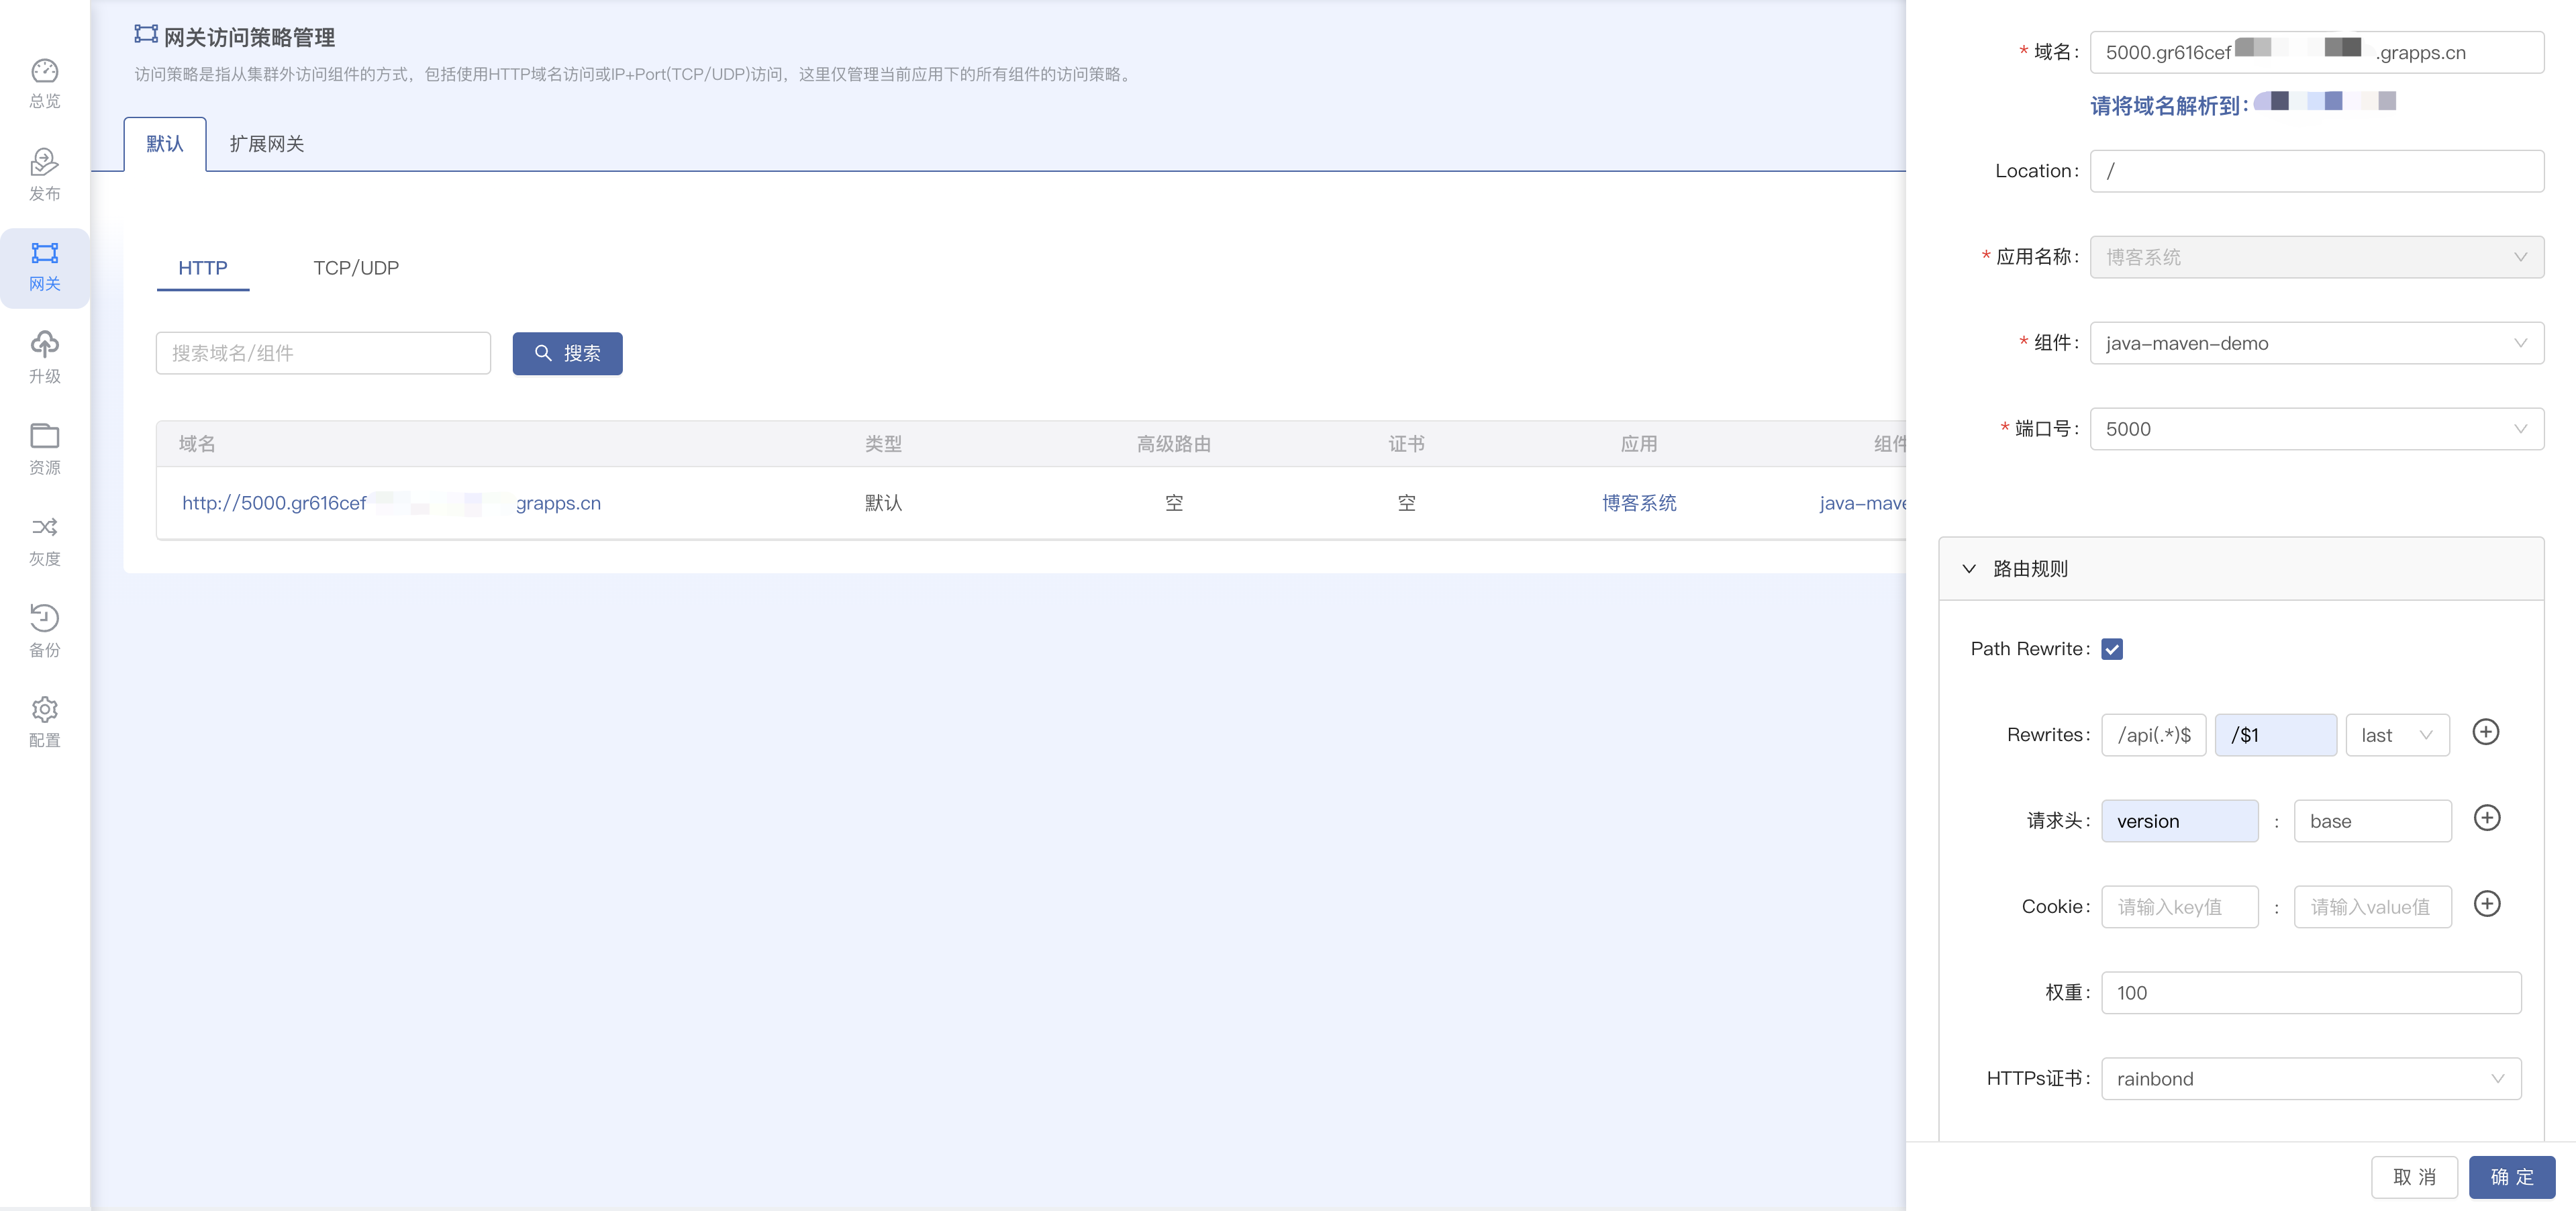 总览
发布
网关
升级
资源
灰度
备份
配置
网关访问策略管理
访问策略是指从集群外访问组件的方式，包括使用HTTP域名访问或IP+Port(TCP/UDP)访问，这里仅管理当前应用下的所有组件的访问策略。
默认 扩展网关
HTTP TCP/UDP
搜索域名/组件 搜索
域名 类型 高级路由 证书 应用 组件
http://5000.gr616cef grapps.cn 默认 空 空 博客系统 java-mave
* 域名: 5000.gr616cef .grapps.cn
请将域名解析到:
Location: /
* 应用名称: 博客系统
* 组件: java-maven-demo
* 端口号: 5000
路由规则
Path Rewrite:
Rewrites: /api(.*)$ /$1 last
请求头: version : base
Cookie: 请输入key值 : 请输入value值
权重: 100
HTTPs证书: rainbond
取 消 确 定